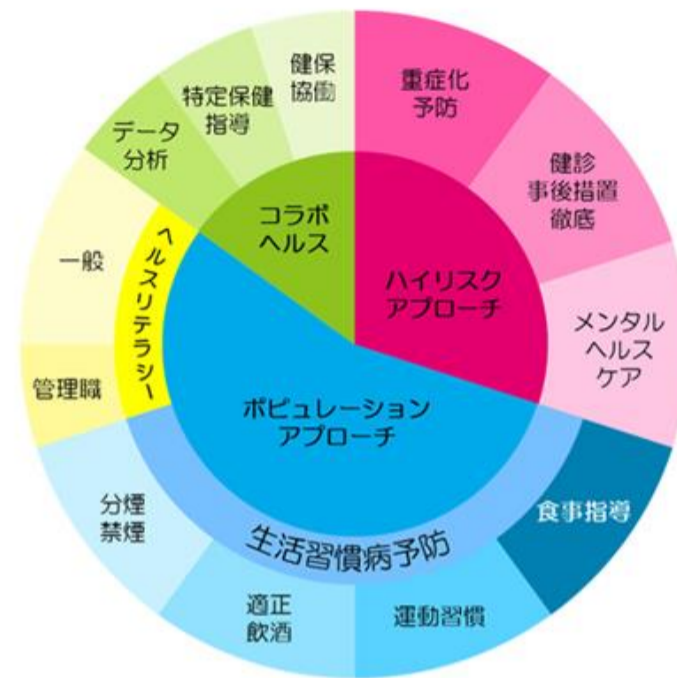 健保
協働
特定保健
指導
データ
分析
重症化
予防
健診
事後措置
徹底
メンタル
ヘルス
ケア
コラボ
ヘルス
ハイリスク
アプローチ
ヘルスリテラシー
一般
管理職
ポピュレーション
アプローチ
生活習慣病予防
分煙
禁煙
適正
飲酒
運動習慣
食事指導